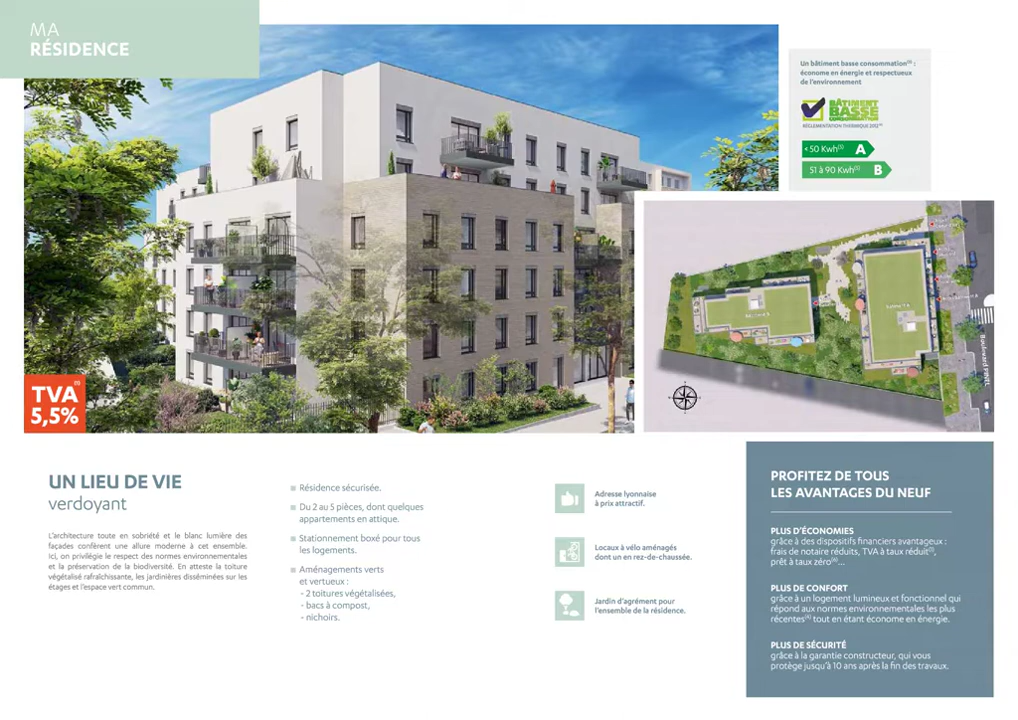 MA
RÉSIDENCE
Un bâtiment basse consommation⁽²⁾ :
économe en énergie et respectueux
de l'environnement
BÂTIMENT
BASSE
CONSOMMATION
RÉGLEMENTATION THERMIQUE 2012
A
B
Boulevard PINEL
TVA
5,5%
UN LIEU DE VIE
verdoyant
L'architecture toute en sobriété et le blanc lumière des
façades confèrent une allure moderne à cet ensemble.
Ici, on privilégie le respect des normes environnementales
et la préservation de la biodiversité. En atteste la toiture
végétalisé rafraîchissante, les jardinières disséminées sur les
étages et l'espace vert commun.
Résidence sécurisée.
Du 2 au 5 pièces, dont quelques
appartements en attique.
Stationnement boxé pour tous
les logements.
Aménagements verts
et vertueux :
- 2 toitures végétalisées,
- bacs à compost,
- nichoirs.
Adresse lyonnaise
à prix attractif.
Locaux à vélo aménagés
dont un en rez-de-chaussée.
Jardin d'agrément pour
l'ensemble de la résidence.
PROFITEZ DE TOUS
LES AVANTAGES DU NEUF
PLUS D'ÉCONOMIES
grâce à des dispositifs financiers avantageux :
frais de notaire réduits, TVA à taux réduit,
prêt à taux zéro...
PLUS DE CONFORT
grâce à un logement lumineux et fonctionnel qui
répond aux normes environnementales les plus
récentes tout en étant économe en énergie.
PLUS DE SÉCURITÉ
grâce à la garantie constructeur, qui vous
protège jusqu'à 10 ans après la fin des travaux.